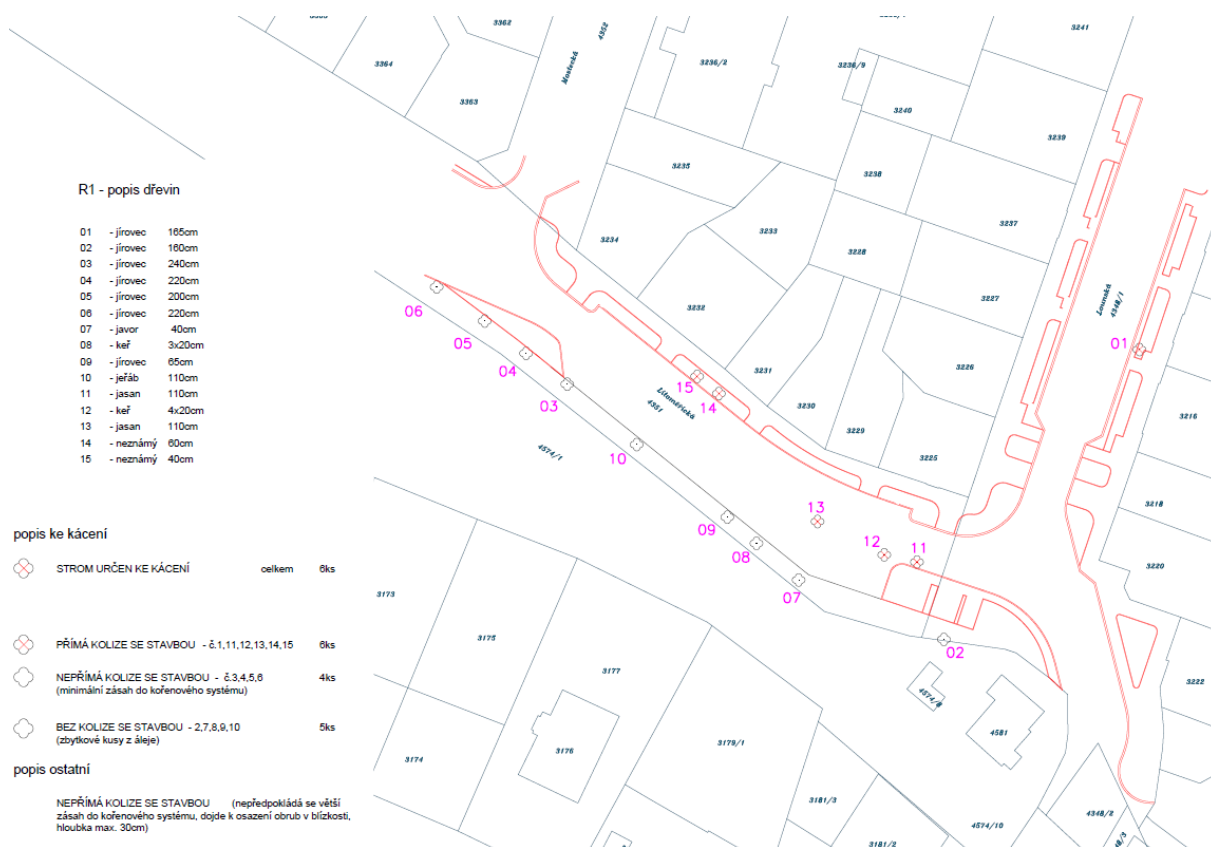 R1 - popis dřevin
01 - jírovec 165cm
02 - jírovec 160cm
03 - jírovec 240cm
04 - jírovec 220cm
05 - jírovec 200cm
06 - jírovec 220cm
07 - javor 40cm
08 - keř 3x20cm
09 - jírovec 65cm
10 - jeřáb 110cm
11 - jasan 110cm
12 - keř 4x20cm
13 - jasan 110cm
14 - neznámý 60cm
15 - neznámý 40cm
popis ke kácení
STROM URČEN KE KÁCENÍ celkem 6ks
PŘÍMÁ KOLIZE SE STAVBOU - č.1,11,12,13,14,15 6ks
NEPŘÍMÁ KOLIZE SE STAVBOU - č.3,4,5,6 4ks
(minimální zásah do kořenového systému)
BEZ KOLIZE SE STAVBOU - 2,7,8,9,10 5ks
(zbytkové kusy z áleje)
popis ostatní
NEPŘÍMÁ KOLIZE SE STAVBOU (nepředpokládá se větší
zásah do kořenového systému, dojde k osazení obrub v blízkosti,
hloubka max. 30cm)
3362
4352
3241
3364
Mostecká
3236/2
3236/9
3363
3240
3239
3235
3238
3234
3233
3237
3228
3227
3232
Lounská
4348/1
06
05
04
03
01
3231
3226
15
14
Litoměřická
4351
3230
3216
3229
3225
10
4574/1
09
08
13
12
11
07
3218
3220
3173
3175
02
3177
4574/8
3222
4581
3174
3176
3179/1
3181/3
4574/10
4348/2
3181/2